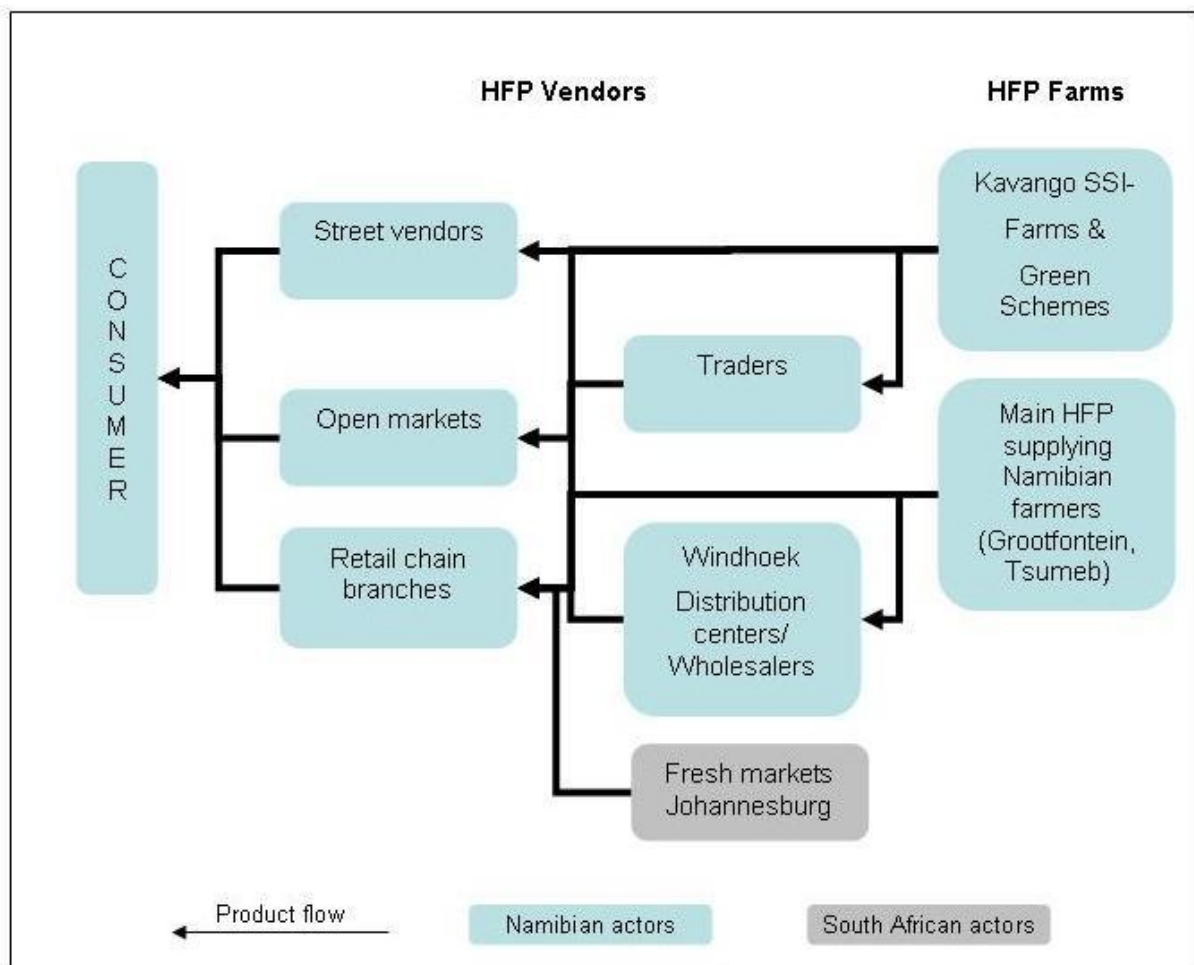 HFP Vendors
HFP Farms
C
O
N
S
U
M
E
R
Street vendors
Open markets
Retail chain
branches
Traders
Windhoek
Distribution
centers/
Wholesalers
Fresh markets
Johannesburg
Kavango SSI-
Farms &
Green
Schemes
Main HFP
supplying
Namibian
farmers
(Grootfontein,
Tsumeb)
Product flow
Namibian actors
South African actors